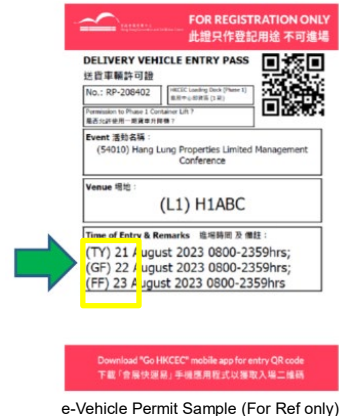 FOR REGISTRATION ONLY
此證只作登記用途 不可進場
DELIVERY VEHICLE ENTRY PASS
送貨車輛許可證
No.: RP-208402
HKCEC Loading Dock (Phase 1)
Permission to Phase 1 Container Lift ?
Event 活動名稱 :
(54010) Hang Lung Properties Limited Management
Conference
Venue 場地 :
(L1) H1ABC
Time of Entry & Remarks 進場時間 及 備註 :
(TY) 21 August 2023 0800-2359hrs;
(GF) 22 August 2023 0800-2359hrs;
(FF) 23 August 2023 0800-2359hrs
Download "Go HKCEC" mobile app for entry QR code
下載「會展快遞易」手機應用程式以獲取入場二維碼
e-Vehicle Permit Sample (For Ref only)